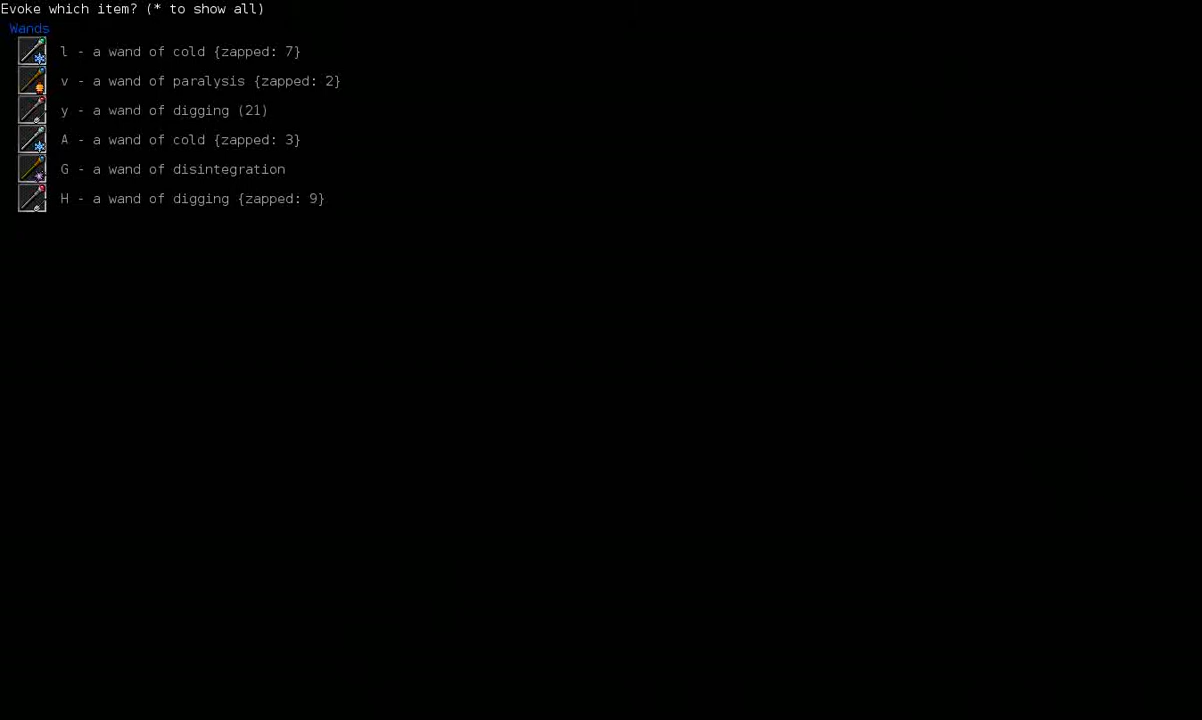 Evoke which item? (* to show all)
Wands
l - a wand of cold {zapped: 7}
v - a wand of paralysis {zapped: 2}
y - a wand of digging (21)
A - a wand of cold {zapped: 3}
G - a wand of disintegration
H - a wand of digging {zapped: 9}